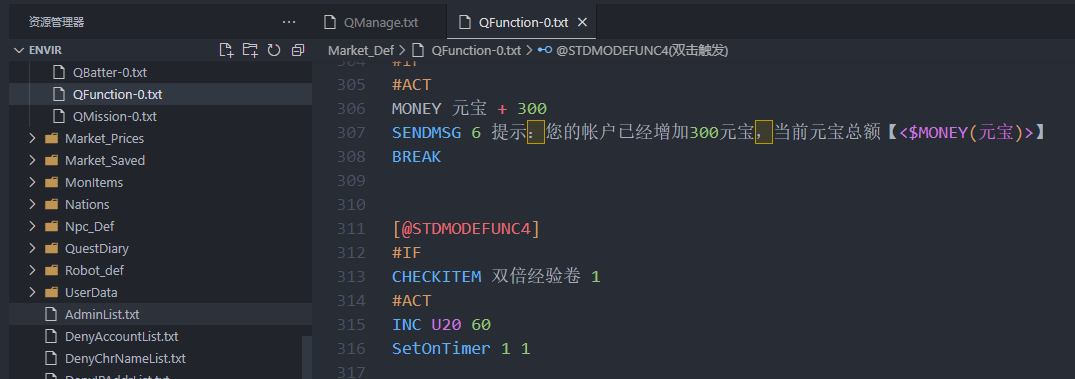 资源管理器
···
QManage.txt
QFunction-0.txt
ENVIR
Market_Def > QFunction-0.txt > @STDMODEFUNC4(双击触发)
QBatter-0.txt
QFunction-0.txt
QMission-0.txt
Market_Prices
Market_Saved
MonItems
Nations
Npc_Def
QuestDiary
Robot_def
UserData
AdminList.txt
DenyAccountList.txt
DenyChrNameList.txt
DenyIPAddrList.txt
304 #IF
305 #ACT
306 MONEY 元宝 + 300
307 SENDMSG 6 提示：您的帐户已经增加300元宝，当前元宝总额【<$MONEY(元宝)>】
308 BREAK
309
310
311 [@STDMODEFUNC4]
312 #IF
313 CHECKITEM 双倍经验卷 1
314 #ACT
315 INC U20 60
316 SetOnTimer 1 1
317